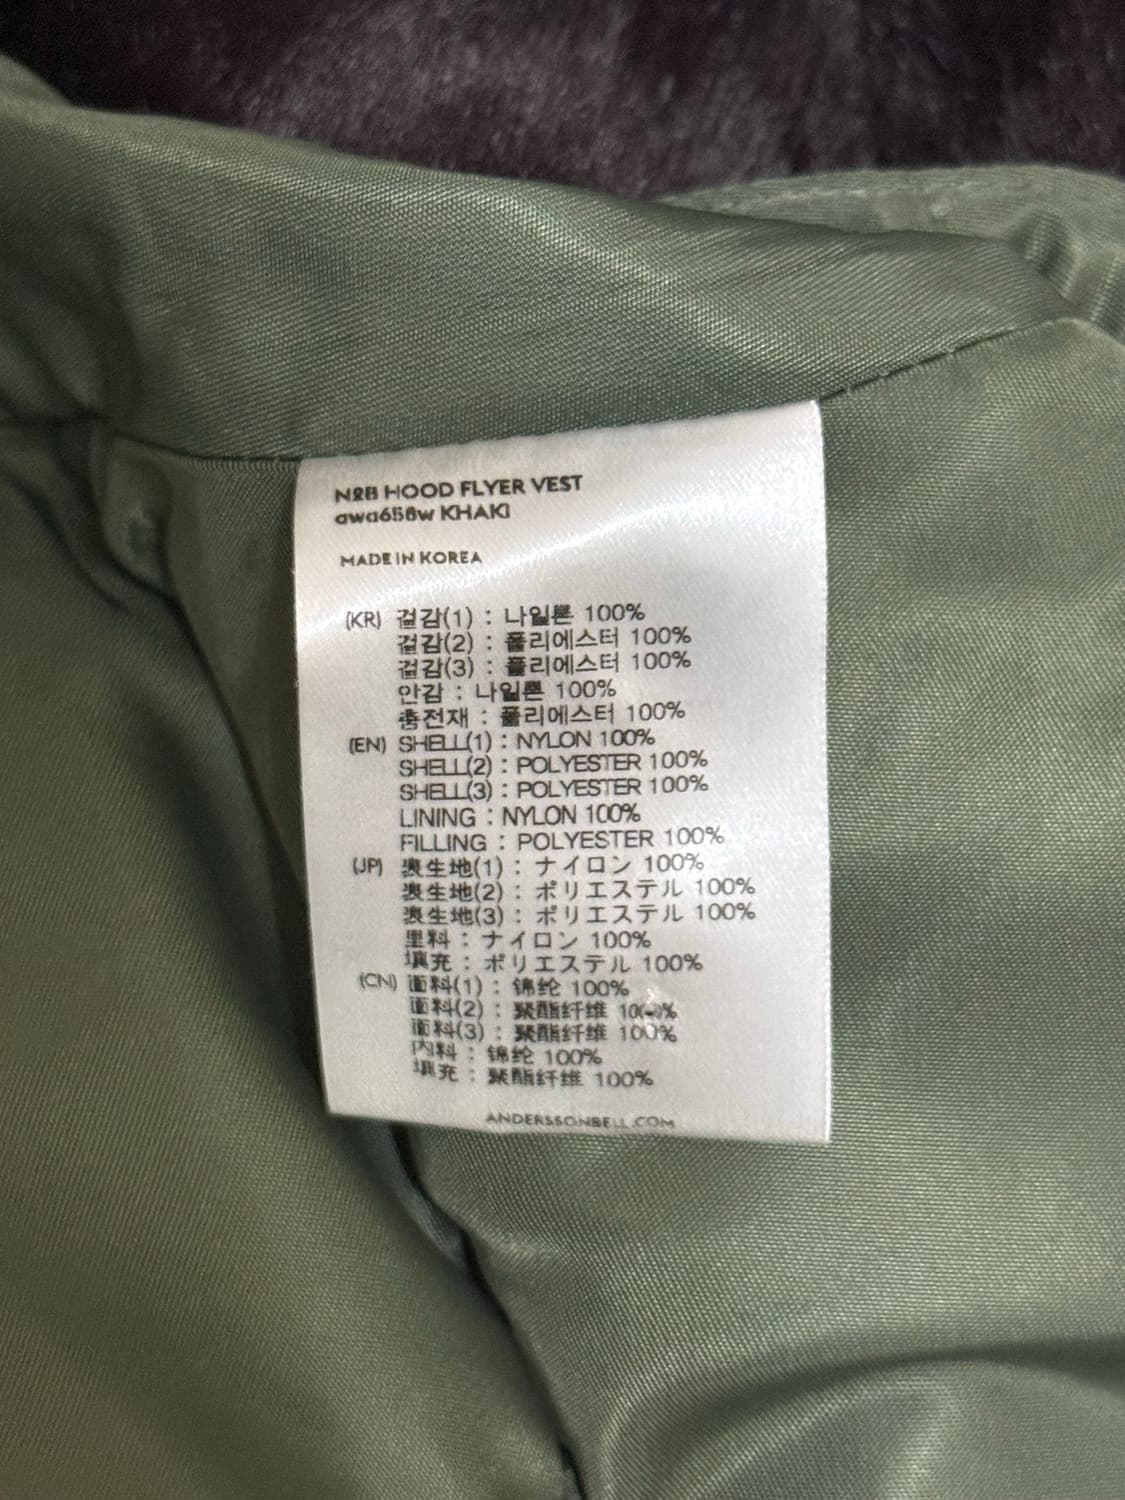 N&B HOOD FLYER VEST
awa658w KHAKI
MADE IN KOREA
(KR) 겉감(1) : 나일론 100%
겉감(2) : 폴리에스터 100%
겉감(3) : 폴리에스터 100%
안감 : 나일론 100%
충전재 : 폴리에스터 100%
(EN) SHELL(1) : NYLON 100%
SHELL(2) : POLYESTER 100%
SHELL(3) : POLYESTER 100%
LINING : NYLON 100%
FILLING : POLYESTER 100%
(JP) 表生地(1) : ナイロン 100%
表生地(2) : ポリエステル 100%
表生地(3) : ポリエステル 100%
里料 : ナイロン 100%
填充 : ポリエステル 100%
(CN) 面料(1) : 锦纶 100%
面料(2) : 聚酯纤维 100%
面料(3) : 聚酯纤维 100%
内料 : 锦纶 100%
填充 : 聚酯纤维 100%
ANDERSSONBELL.COM